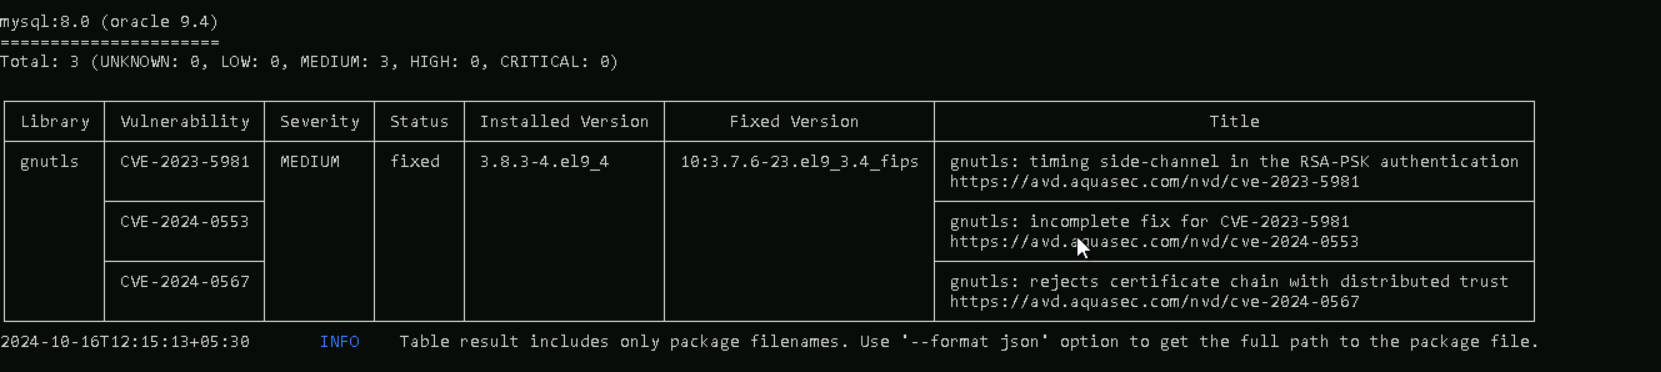 mysql:8.0 (oracle 9.4)
======================
Total: 3 (UNKNOWN: 0, LOW: 0, MEDIUM: 3, HIGH: 0, CRITICAL: 0)
Library Vulnerability Severity Status Installed Version Fixed Version Title
gnutls CVE-2023-5981 MEDIUM fixed 3.8.3-4.el9_4 10:3.7.6-23.el9_3.4_fips gnutls: timing side-channel in the RSA-PSK authentication
https://avd.aquasec.com/nvd/cve-2023-5981
CVE-2024-0553 gnutls: incomplete fix for CVE-2023-5981
https://avd.aquasec.com/nvd/cve-2024-0553
CVE-2024-0567 gnutls: rejects certificate chain with distributed trust
https://avd.aquasec.com/nvd/cve-2024-0567
2024-10-16T12:15:13+05:30 INFO Table result includes only package filenames. Use '--format json' option to get the full path to the package file.